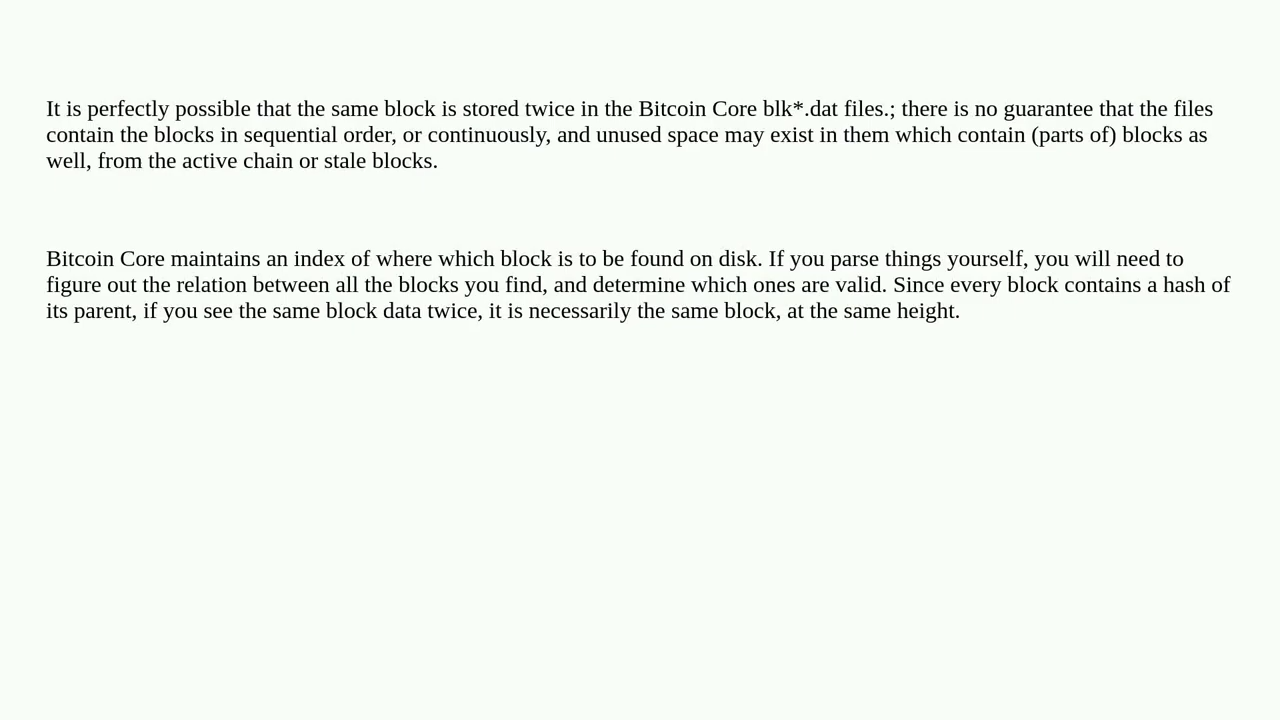 It is perfectly possible that the same block is stored twice in the Bitcoin Core blk*.dat files.; there is no guarantee that the files
contain the blocks in sequential order, or continuously, and unused space may exist in them which contain (parts of) blocks as
well, from the active chain or stale blocks.
Bitcoin Core maintains an index of where which block is to be found on disk. If you parse things yourself, you will need to
figure out the relation between all the blocks you find, and determine which ones are valid. Since every block contains a hash of
its parent, if you see the same block data twice, it is necessarily the same block, at the same height.